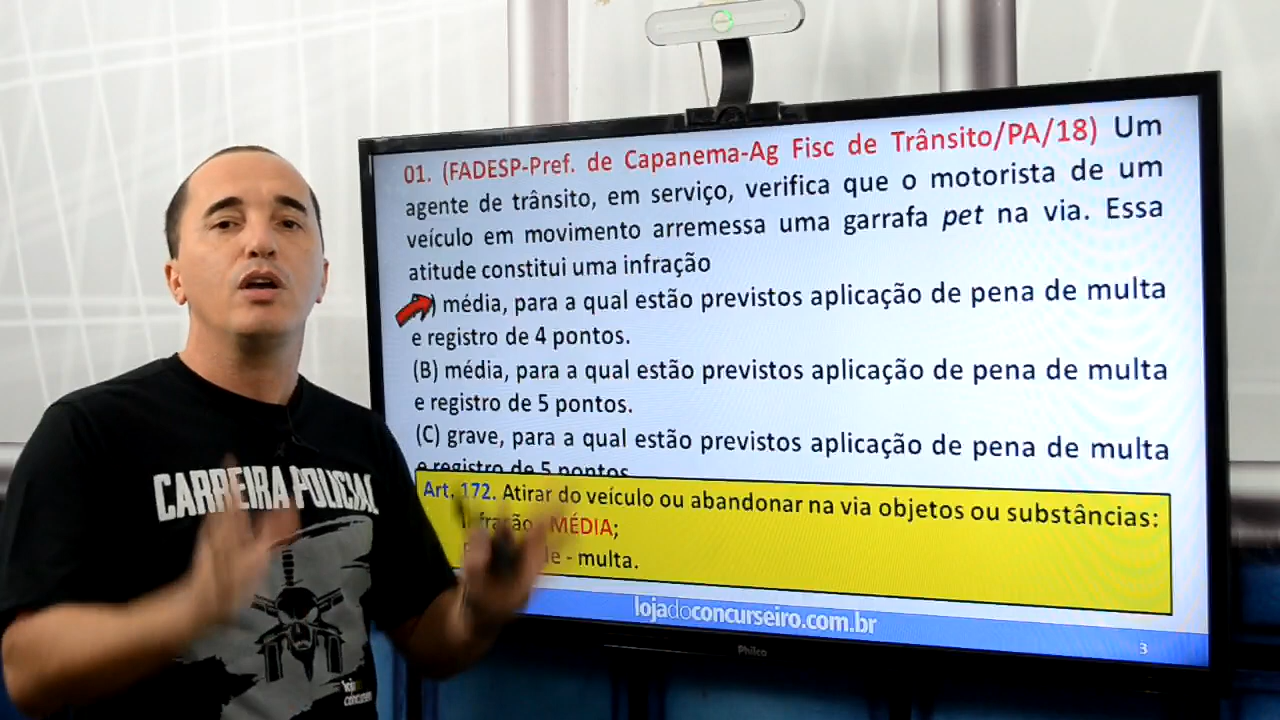 01. (FADESP-Pref. de Capanema-Ag Fisc de Trânsito/PA/18) Um
agente de trânsito, em serviço, verifica que o motorista de um
veículo em movimento arremessa uma garrafa pet na via. Essa
atitude constitui uma infração
) média, para a qual estão previstos aplicação de pena de multa
e registro de 4 pontos.
(B) média, para a qual estão previstos aplicação de pena de multa
e registro de 5 pontos.
(C) grave, para a qual estão previstos aplicação de pena de multa
e registro de 5 pontos.
Art. 172. Atirar do veículo ou abandonar na via objetos ou substâncias:
Infração MÉDIA;
- multa.
lojadoconcurseiro.com.br
3
Philco
CARREIRA POLICIAL